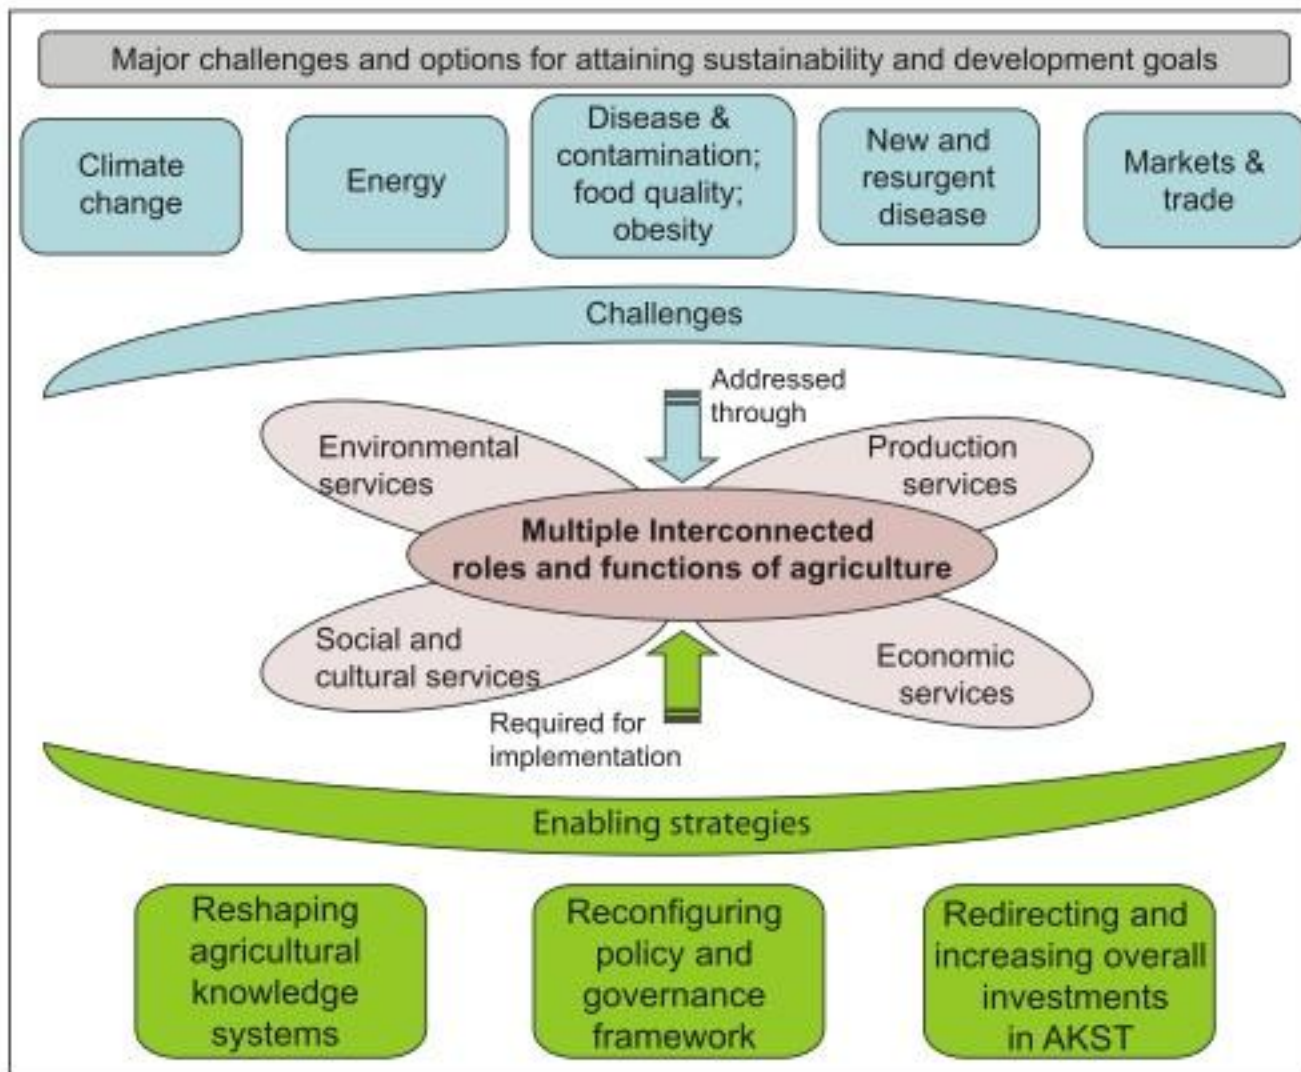 Major challenges and options for attaining sustainability and development goals
Climate
change
Energy
Disease &
contamination;
food quality;
obesity
New and
resurgent
disease
Markets &
trade
Challenges
Addressed
through
Environmental
services
Production
services
Multiple Interconnected
roles and functions of agriculture
Social and
cultural services
Economic
services
Required for
implementation
Enabling strategies
Reshaping
agricultural
knowledge
systems
Reconfiguring
policy and
governance
framework
Redirecting and
increasing overall
investments
in AKST